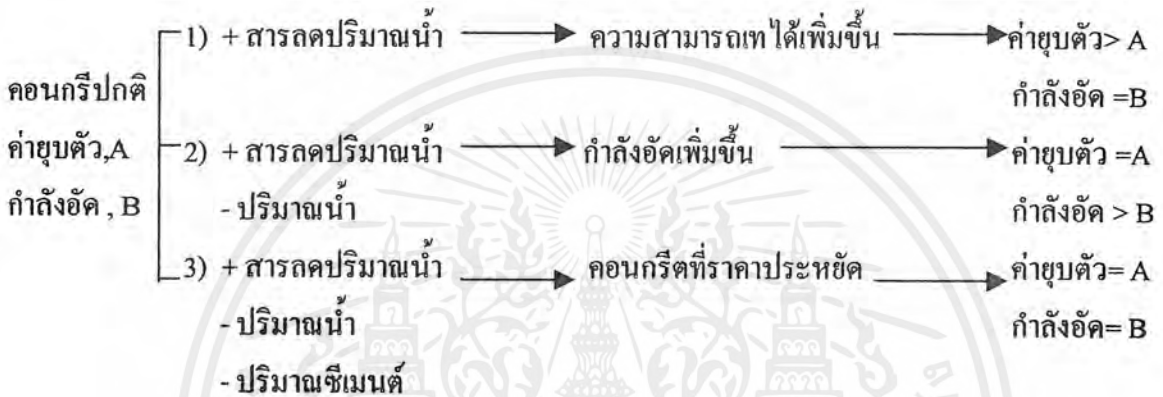 1) + สารลดปริมาณน้ำ ความสามารถเทได้เพิ่มขึ้น ค่ายุบตัว> A
คอนกรีปกติ กำลังอัด =B
ค่ายุบตัว,A 2) + สารลดปริมาณน้ำ กำลังอัดเพิ่มขึ้น ค่ายุบตัว =A
กำลังอัด , B - ปริมาณน้ำ กำลังอัด > B
3) + สารลดปริมาณน้ำ คอนกรีตที่ราคาประหยัด ค่ายุบตัว= A
- ปริมาณน้ำ กำลังอัด= B
- ปริมาณซีเมนต์